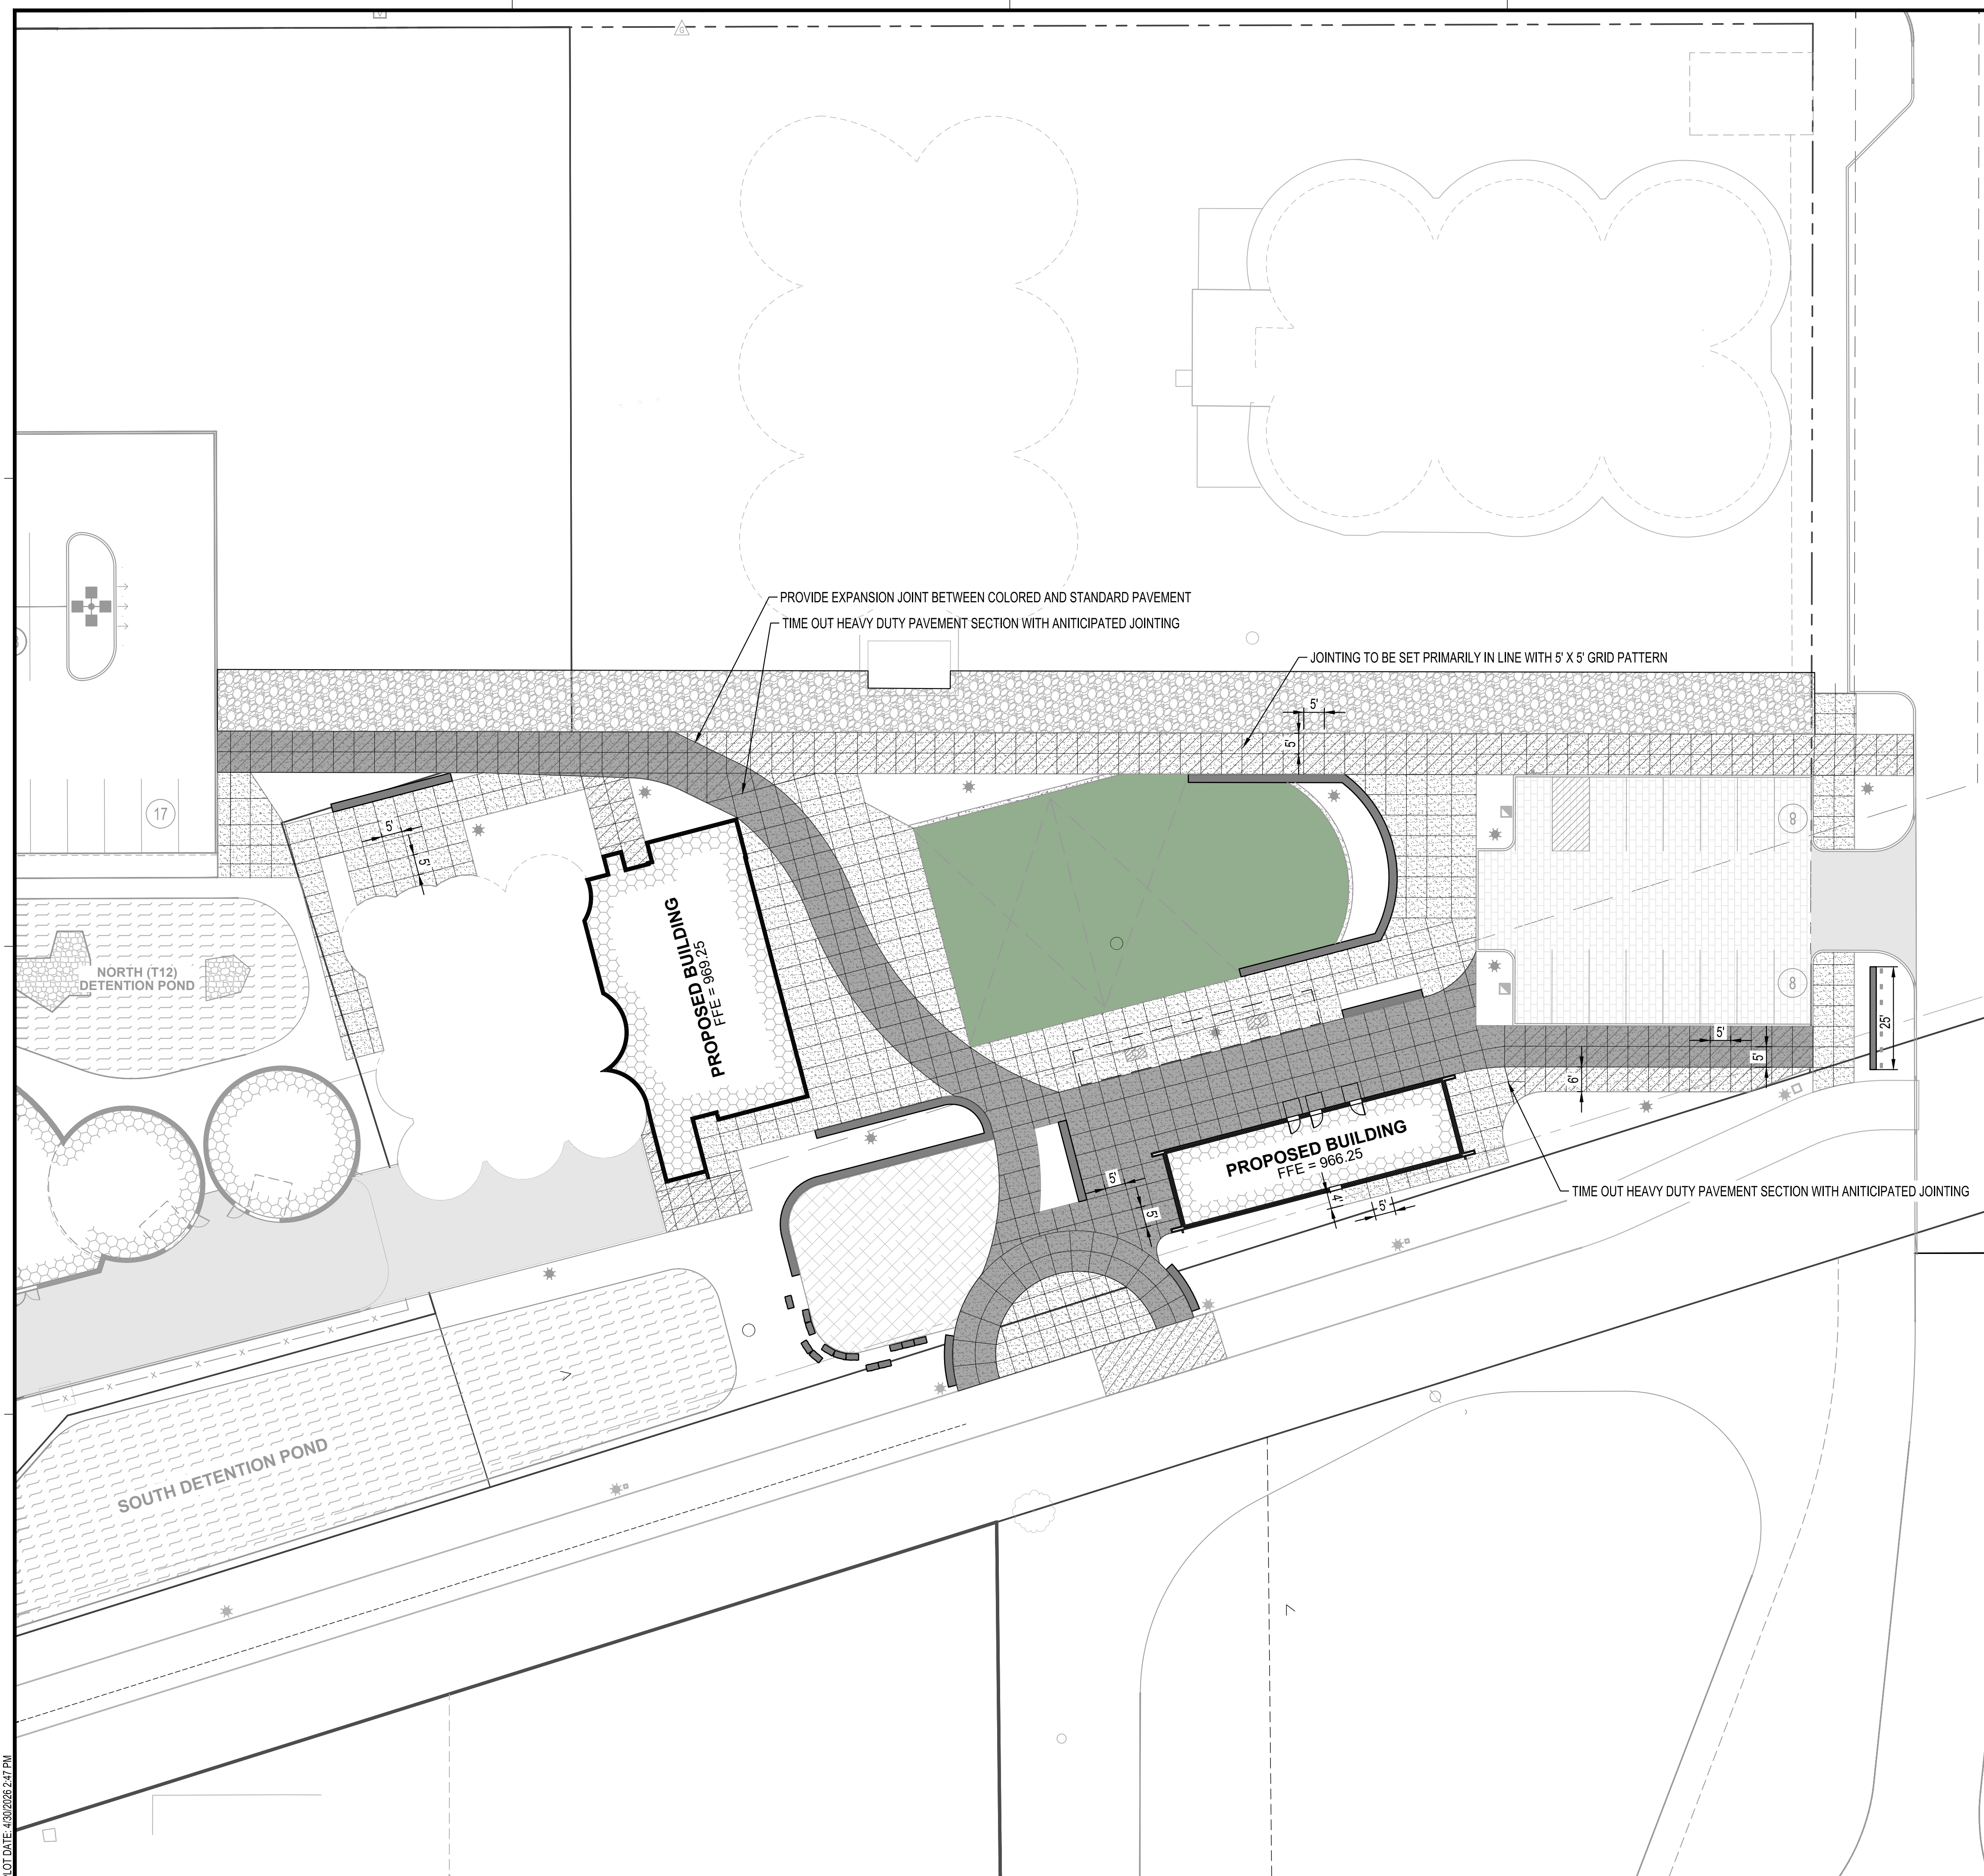 G
PROVIDE EXPANSION JOINT BETWEEN COLORED AND STANDARD PAVEMENT
TIME OUT HEAVY DUTY PAVEMENT SECTION WITH ANITICIPATED JOINTING
JOINTING TO BE SET PRIMARILY IN LINE WITH 5' X 5' GRID PATTERN
5'
5'
17
8
5'
5'
PROPOSED BUILDING
FFE = 969.25
NORTH (T12)
DETENTION POND
8
25'
5'
5'
6'
PROPOSED BUILDING
FFE = 966.25
5'
5'
4'
5'
TIME OUT HEAVY DUTY PAVEMENT SECTION WITH ANITICIPATED JOINTING
X X X X X X X X
SOUTH DETENTION POND
LOT DATE: 4/30/2026 2:47 PM